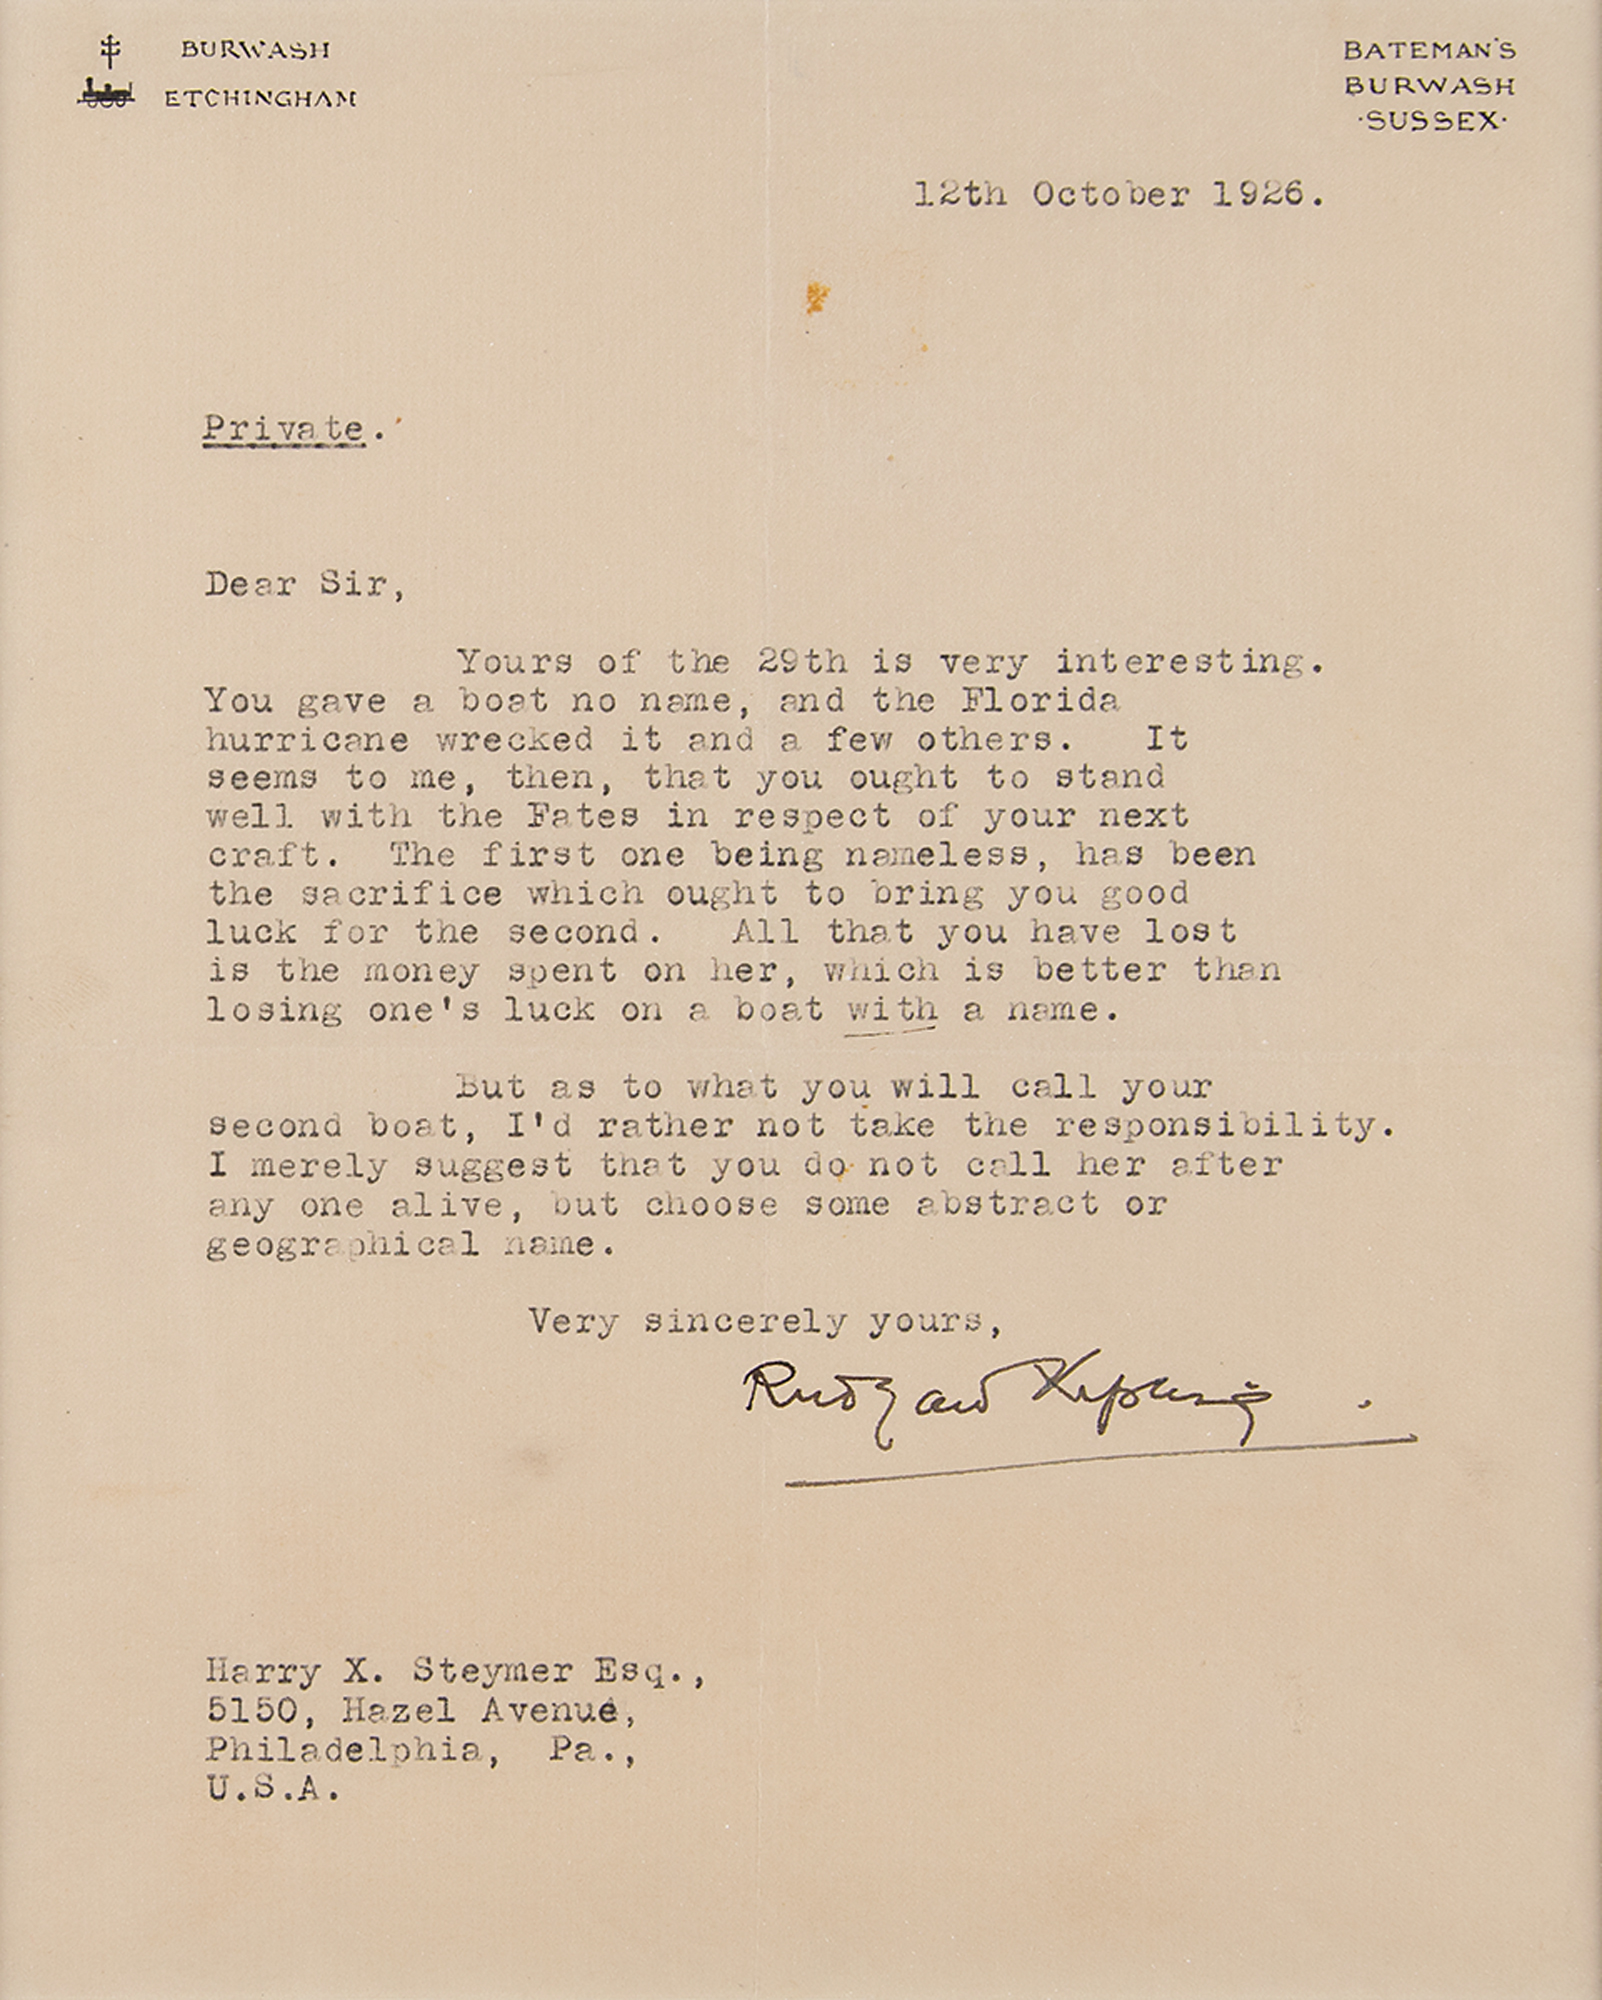 BURWASH
ETCHINGHAM
BATEMAN'S
BURWASH
·SUSSEX·
12th October 1926.
Private.
Dear Sir,
Yours of the 29th is very interesting.
You gave a boat no name, and the Florida
hurricane wrecked it and a few others. It
seems to me, then, that you ought to stand
well with the Fates in respect of your next
craft. The first one being nameless, has been
the sacrifice which ought to bring you good
luck for the second. All that you have lost
is the money spent on her, which is better than
losing one's luck on a boat with a name.
But as to what you will call your
second boat, I'd rather not take the responsibility.
I merely suggest that you do not call her after
any one alive, but choose some abstract or
geographical name.
Very sincerely yours,
Rudyard Kipling.
Harry X. Steymer Esq.,
5150, Hazel Avenue,
Philadelphia, Pa.,
U.S.A.